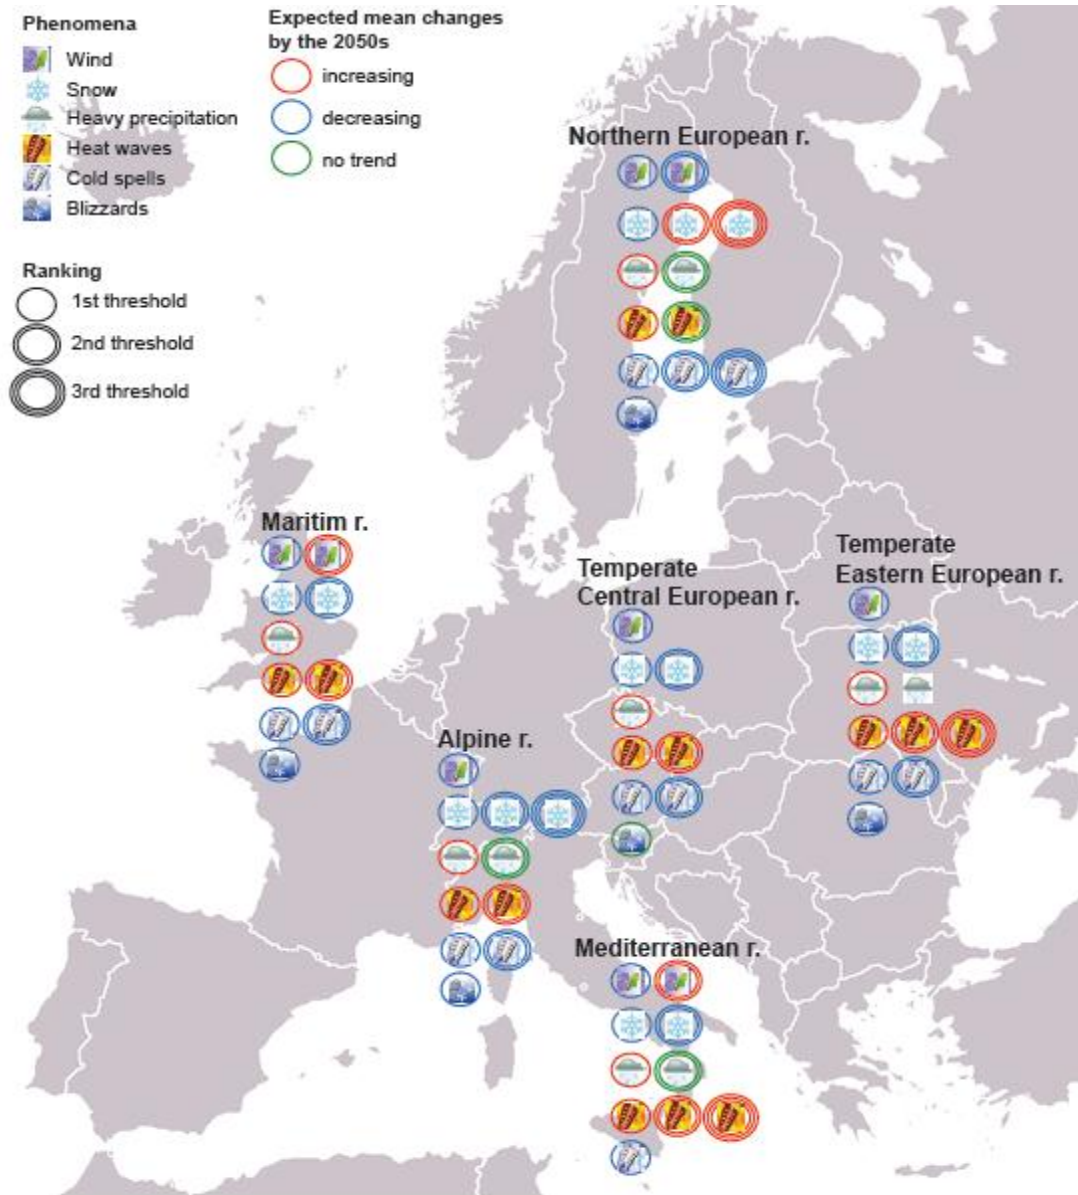 Phenomena
Wind
Snow
Heavy precipitation
Heat waves
Cold spells
Blizzards
Expected mean changes
by the 2050s
increasing
decreasing
no trend
Ranking
1st threshold
2nd threshold
3rd threshold
Northern European r.
Maritim r.
Temperate
Central European r.
Temperate
Eastern European r.
Alpine r.
Mediterranean r.